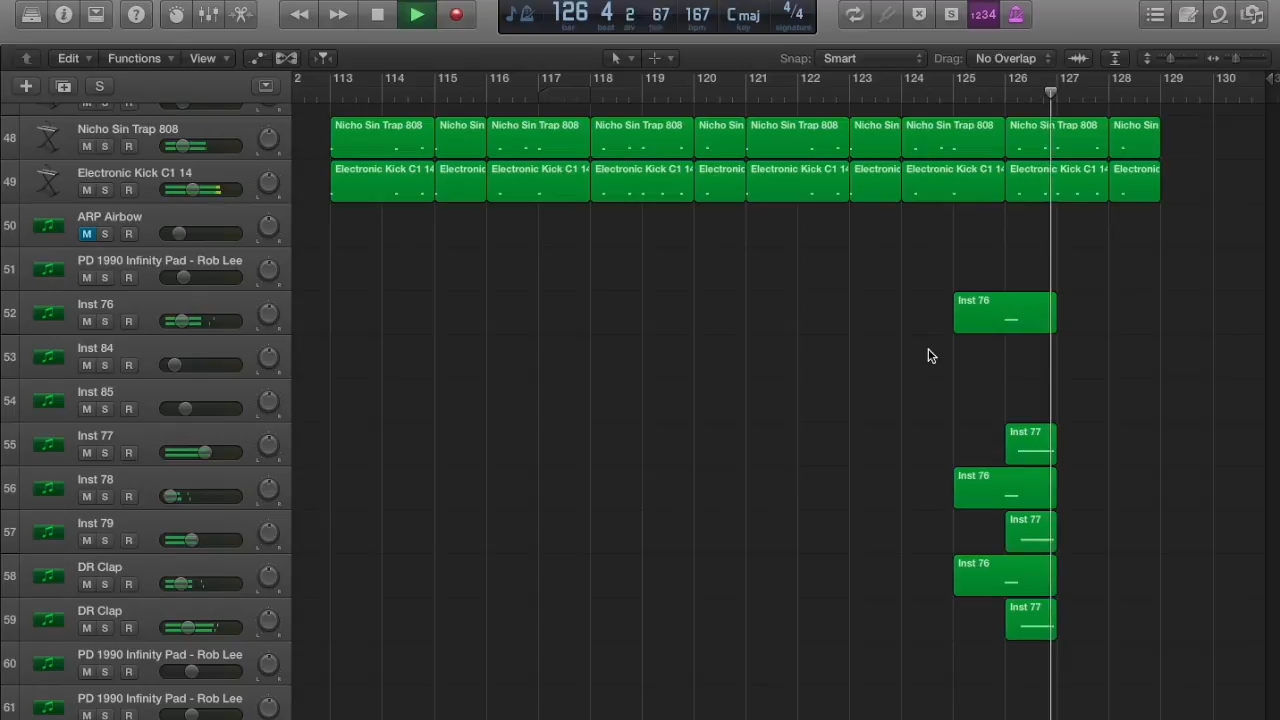 126 4 2 67 167 C maj 4/4
bar beat div bpm key signature
1234
Edit Functions View Snap: Smart Drag: No Overlap
S
2 113 114 115 116 117 118 119 120 121 122 123 124 125 126 127 128 129 130
48 Nicho Sin Trap 808 M S R
Nicho Sin Trap 808 Nicho Sin Nicho Sin Trap 808 Nicho Sin Trap 808 Nicho Sin Nicho Sin Trap 808 Nicho Sin Nicho Sin Trap 808 Nicho Sin Trap 808 Nicho Sin
49 Electronic Kick C1 14 M S R
Electronic Kick C1 14 Electronic Electronic Kick C1 14 Electronic Kick C1 14 Electronic Electronic Kick C1 14 Electronic Electronic Kick C1 14 Electronic Kick C1 14 Electronic
50 ARP Airbow M S R
51 PD 1990 Infinity Pad - Rob Lee M S R
52 Inst 76 M S R
Inst 76
53 Inst 84 M S R
54 Inst 85 M S R
55 Inst 77 M S R
Inst 77
56 Inst 78 M S R
Inst 76
57 Inst 79 M S R
Inst 77
58 DR Clap M S R
Inst 76
59 DR Clap M S R
Inst 77
60 PD 1990 Infinity Pad - Rob Lee M S R
61 PD 1990 Infinity Pad - Rob Lee M S R